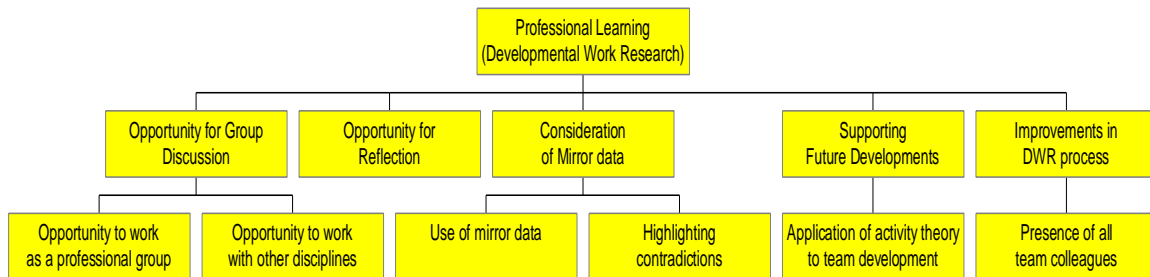 Professional Learning
(Developmental Work Research)
Opportunity for Group
Discussion
Opportunity for
Reflection
Consideration
of Mirror data
Supporting
Future Developments
Improvements in
DWR process
Opportunity to work
as a professional group
Opportunity to work
with other disciplines
Use of mirror data
Highlighting
contradictions
Application of activity theory
to team development
Presence of all
team colleagues